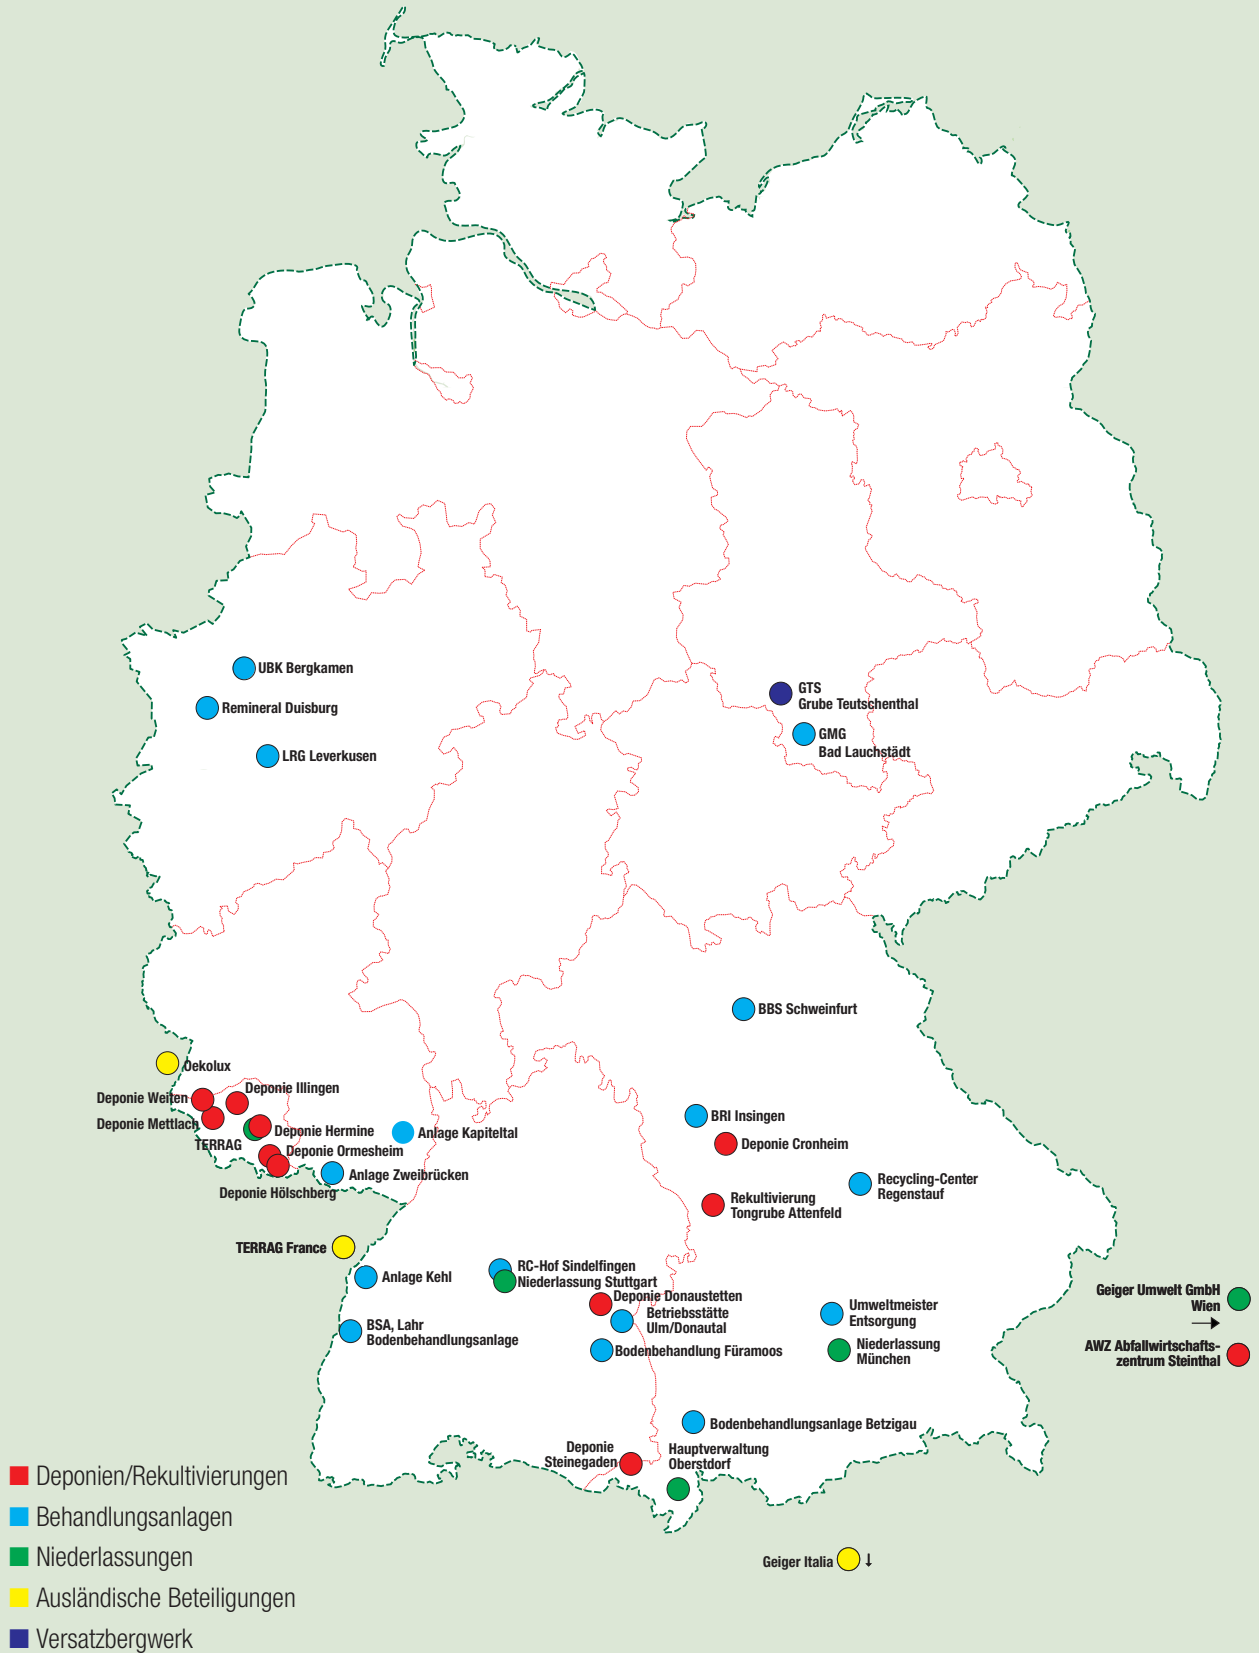 UBK Bergkamen
Remineral Duisburg
LRG Leverkusen
GTS
Grube Teutschenthal
GMG
Bad Lauchstädt
BBS Schweinfurt
Oekolux
Deponie Weiten
Deponie Illingen
Deponie Mettlach
Deponie Hermine
TERRAG
Deponie Ormesheim
Deponie Hölschberg
Anlage Kapiteltal
Anlage Zweibrücken
BRI Insingen
Deponie Cronheim
Recycling-Center
Regenstauf
Rekultivierung
Tongrube Attenfeld
TERRAG France
Anlage Kehl
RC-Hof Sindelfingen
Niederlassung Stuttgart
Deponie Donaustetten
Betriebsstätte
Ulm/Donautal
BSA, Lahr
Bodenbehandlungsanlage
Bodenbehandlung Füramoos
Umweltmeister
Entsorgung
Niederlassung
München
Geiger Umwelt GmbH
Wien
AWZ Abfallwirtschafts-
zentrum Steinthal
Bodenbehandlungsanlage Betzigau
Deponie
Steinegaden
Hauptverwaltung
Oberstdorf
Geiger Italia
Deponien/Rekultivierungen
Behandlungsanlagen
Niederlassungen
Ausländische Beteiligungen
Versatzbergwerk